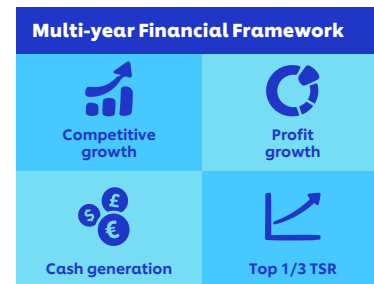 Multi-year Financial Framework
Competitive
growth
Profit
growth
$
£
€
Cash generation
Top 1/3 TSR